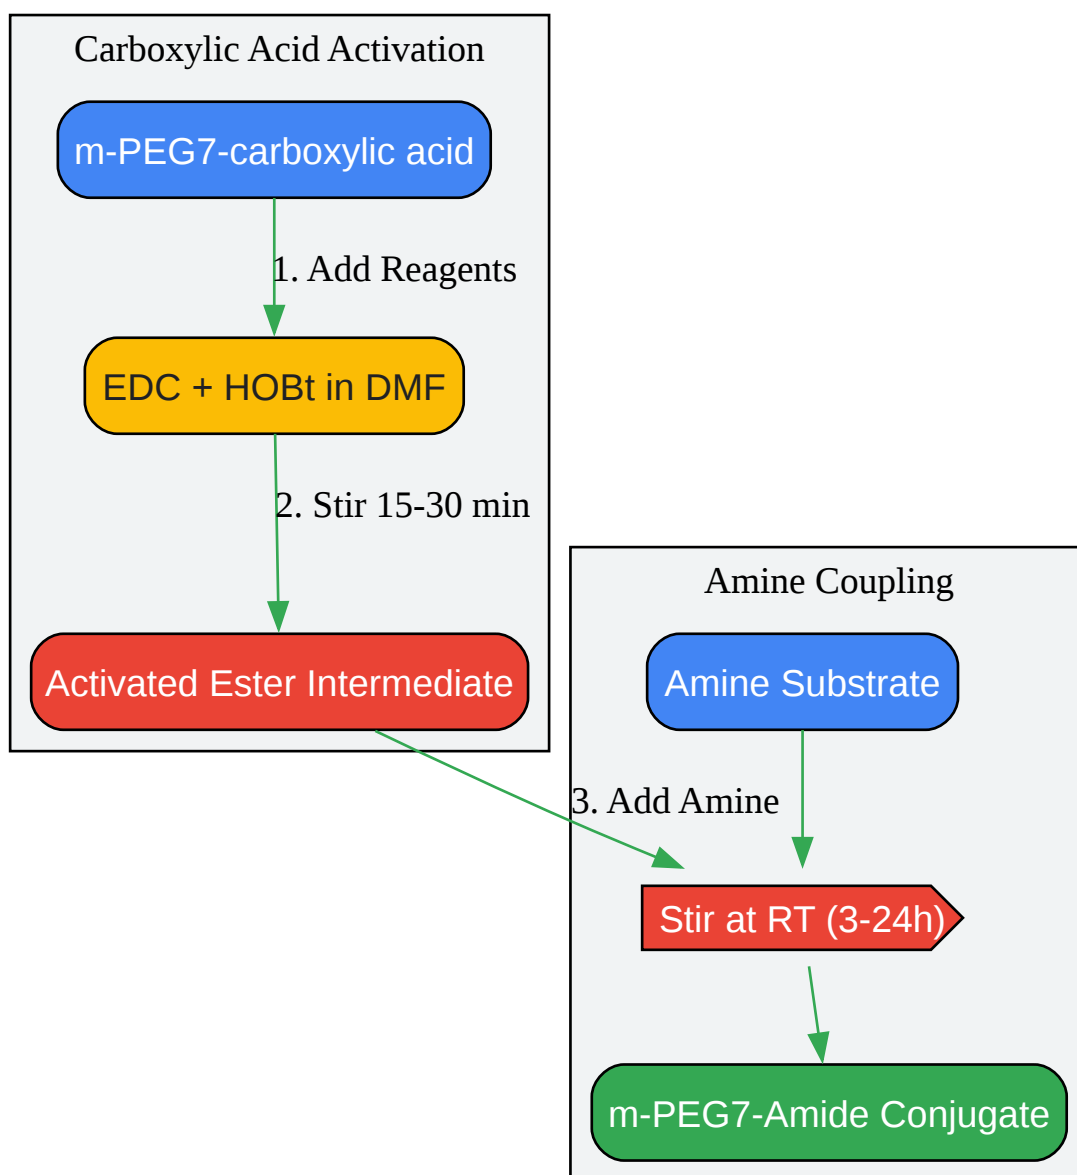 Carboxylic Acid Activation
m-PEG7-carboxylic acid
1. Add Reagents
EDC + HOBt in DMF
2. Stir 15-30 min
Activated Ester Intermediate
Amine Coupling
Amine Substrate
3. Add Amine
Stir at RT (3-24h)
m-PEG7-Amide Conjugate